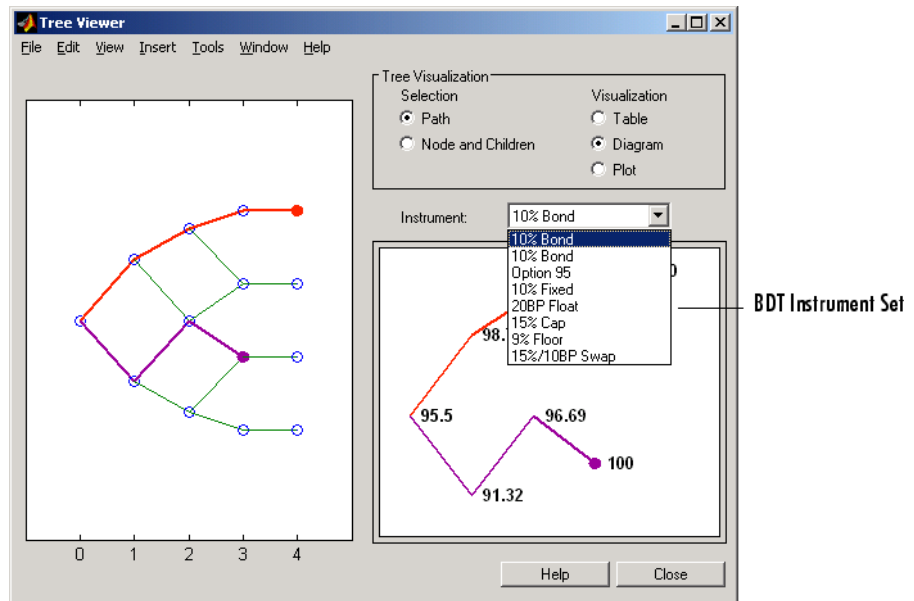 Tree Viewer
File Edit View Insert Tools Window Help
Tree Visualization
Selection
Visualization
Path
Table
Node and Children
Diagram
Plot
Instrument:
10% Bond
10% Bond
10% Bond
Option 95
10% Fixed
20BP Float
15% Cap
9% Floor
15%/10BP Swap
BDT Instrument Set
95.5
96.69
100
91.32
0 1 2 3 4
Help
Close